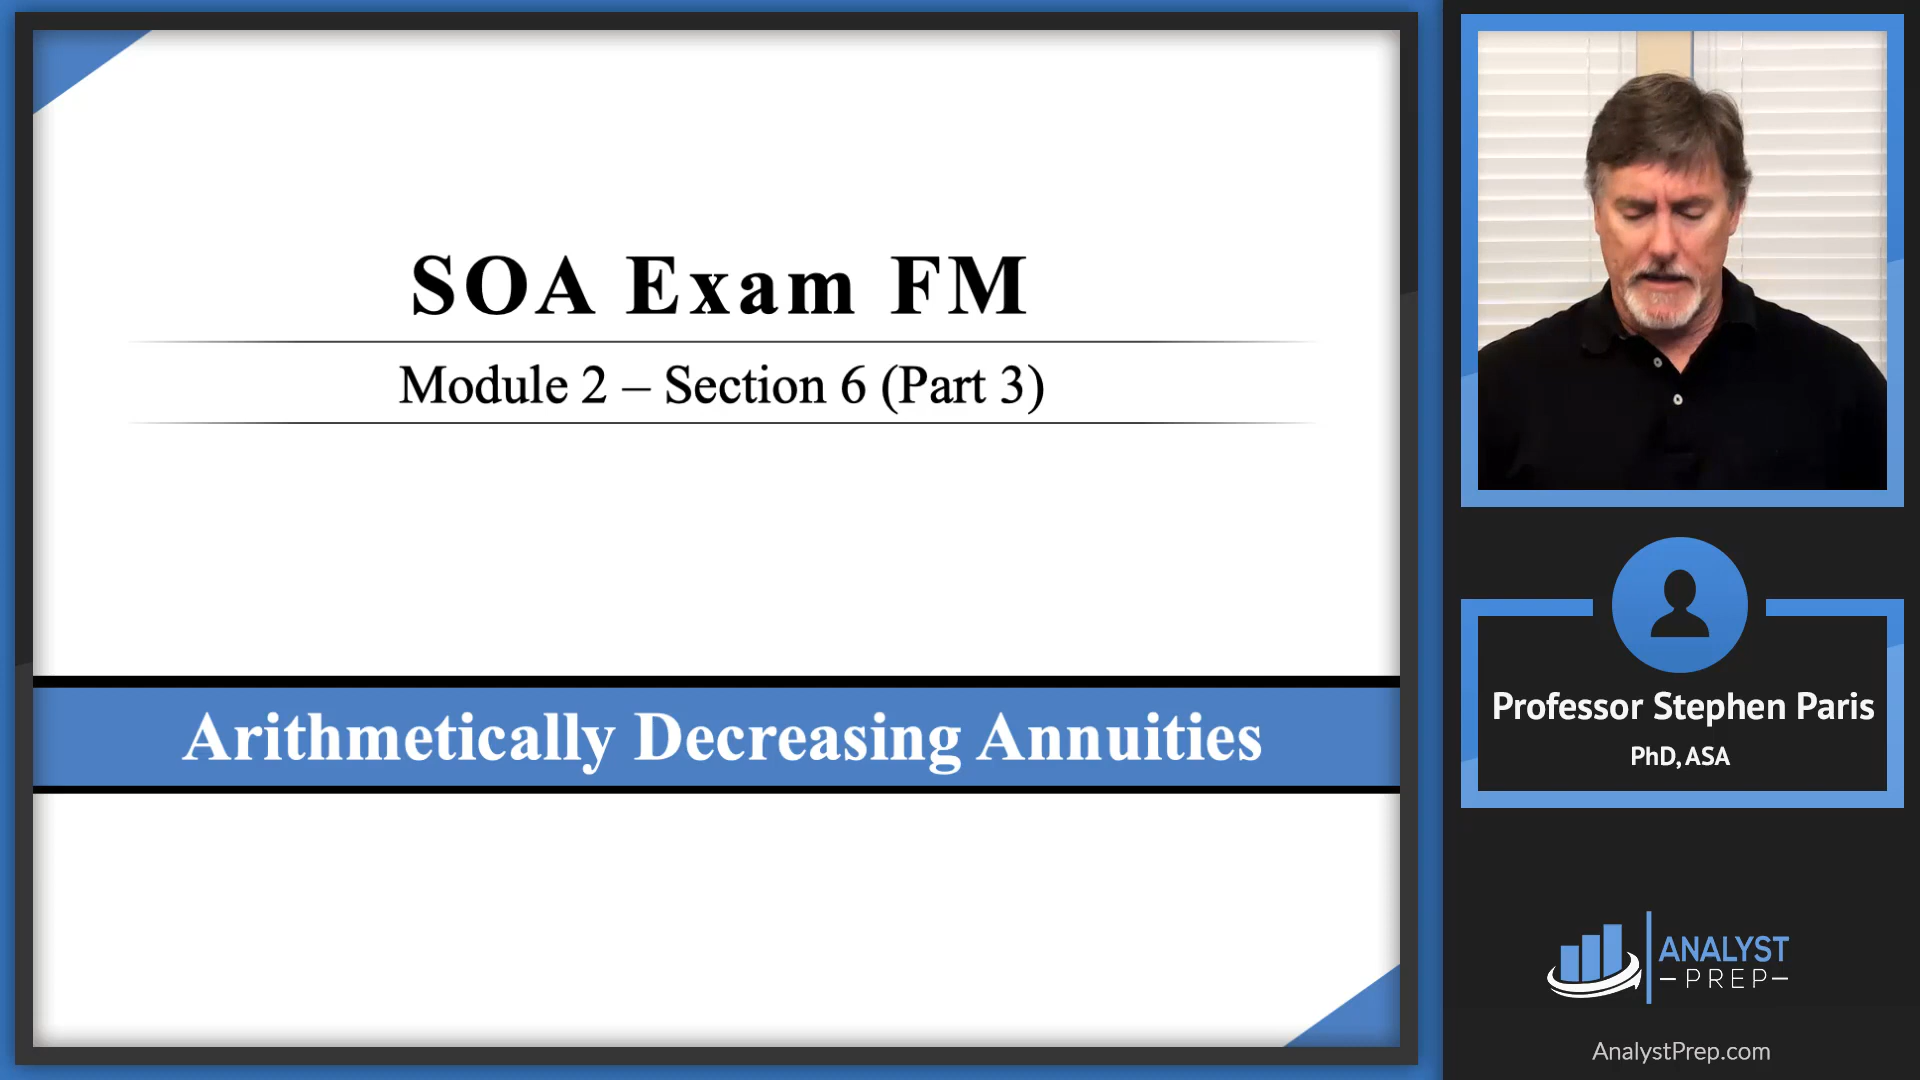 SOA Exam FM
Module 2 – Section 6 (Part 3)
Arithmetically Decreasing Annuities
Professor Stephen Paris
PhD, ASA
ANALYST
PREP
AnalystPrep.com